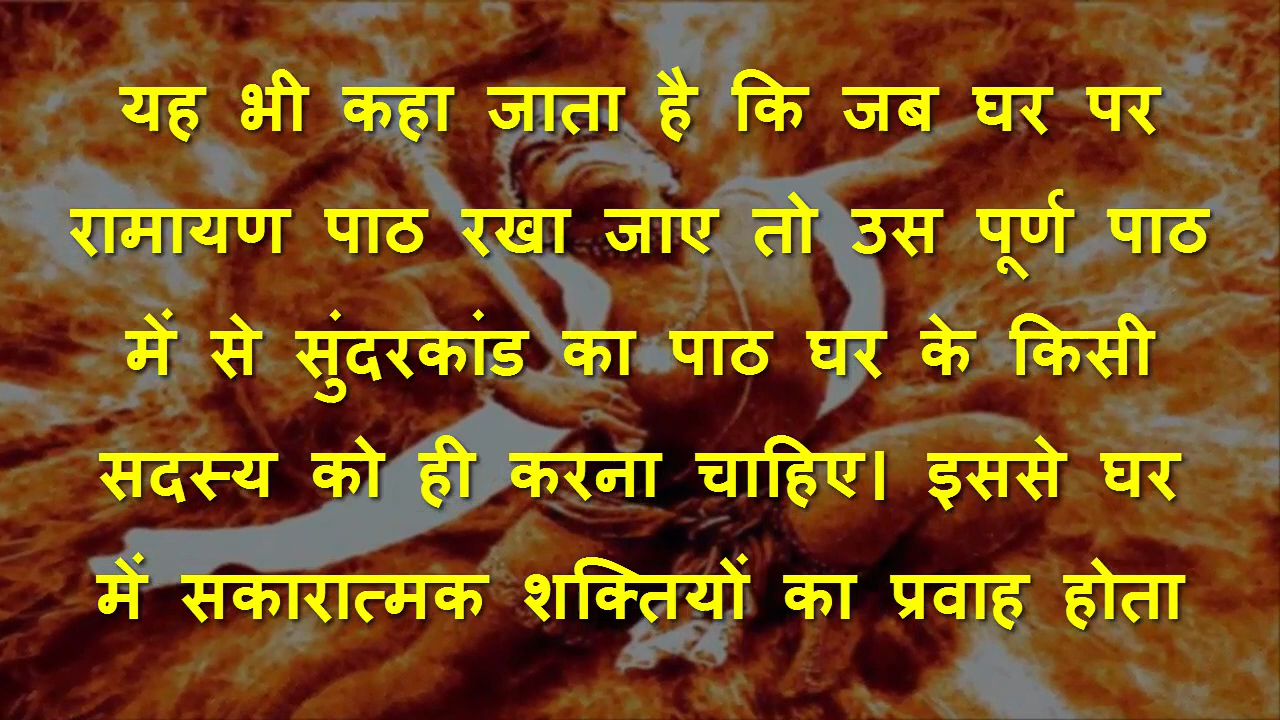 यह भी कहा जाता है कि जब घर पर
रामायण पाठ रखा जाए तो उस पूर्ण पाठ
में से सुंदरकांड का पाठ घर के किसी
सदस्य को ही करना चाहिए। इससे घर
में सकारात्मक शक्तियों का प्रवाह होता